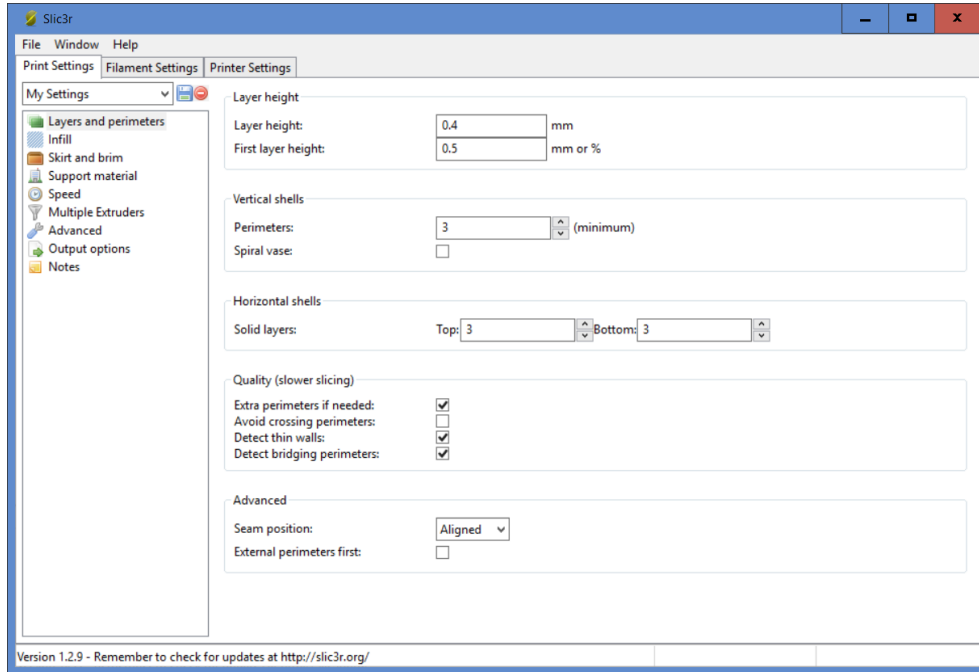 Slic3r
File Window Help
Print Settings Filament Settings Printer Settings
My Settings
Layers and perimeters
Infill
Skirt and brim
Support material
Speed
Multiple Extruders
Advanced
Output options
Notes
Layer height
Layer height: 0.4 mm
First layer height: 0.5 mm or %
Vertical shells
Perimeters: 3 (minimum)
Spiral vase:
Horizontal shells
Solid layers: Top: 3 Bottom: 3
Quality (slower slicing)
Extra perimeters if needed:
Avoid crossing perimeters:
Detect thin walls:
Detect bridging perimeters:
Advanced
Seam position: Aligned
External perimeters first:
Version 1.2.9 - Remember to check for updates at http://slic3r.org/